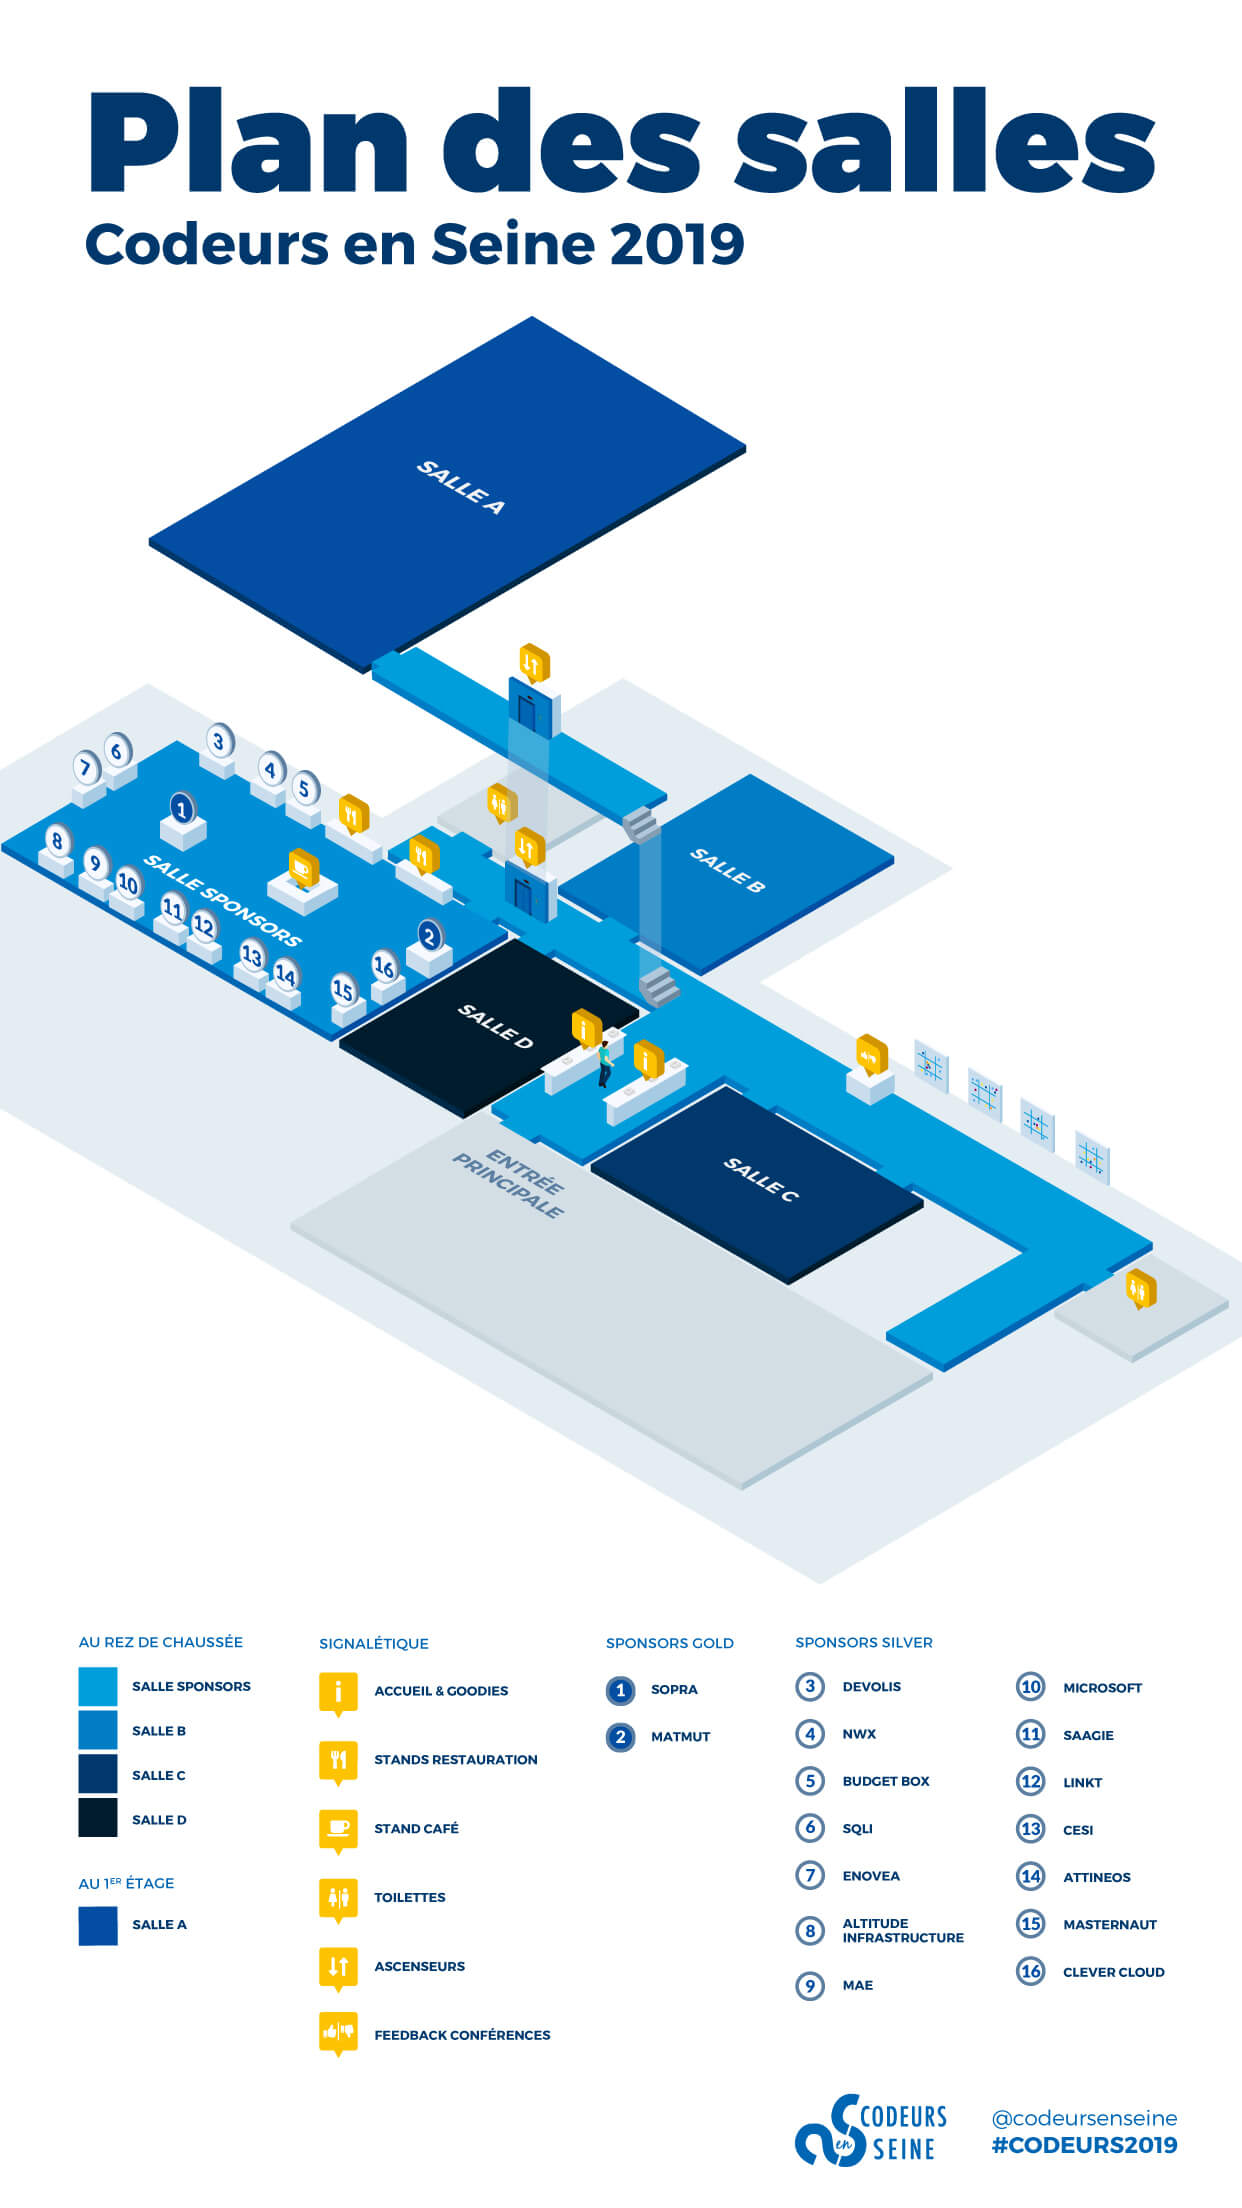 Plan des salles
Codeurs en Seine 2019
SALLE A
3
6
4
7
5
1
8
SALLE B
9
SALLE SPONSORS
10
11
12
2
13
16
14
15
SALLE D
i
i
SALLE C
ENTRÉE
PRINCIPALE
AU REZ DE CHAUSSÉE
SALLE SPONSORS
SALLE B
SALLE C
SALLE D
AU 1ER ÉTAGE
SALLE A
SIGNALÉTIQUE
i ACCUEIL & GOODIES
STANDS RESTAURATION
STAND CAFÉ
TOILETTES
ASCENSEURS
FEEDBACK CONFÉRENCES
SPONSORS GOLD
1 SOPRA
2 MATMUT
SPONSORS SILVER
3 DEVOLIS
4 NWX
5 BUDGET BOX
6 SQLI
7 ENOVEA
8 ALTITUDE
INFRASTRUCTURE
9 MAE
10 MICROSOFT
11 SAAGIE
12 LINKT
13 CESI
14 ATTINEOS
15 MASTERNAUT
16 CLEVER CLOUD
CODEURS
en
SEINE
@codeursenseine
#CODEURS2019